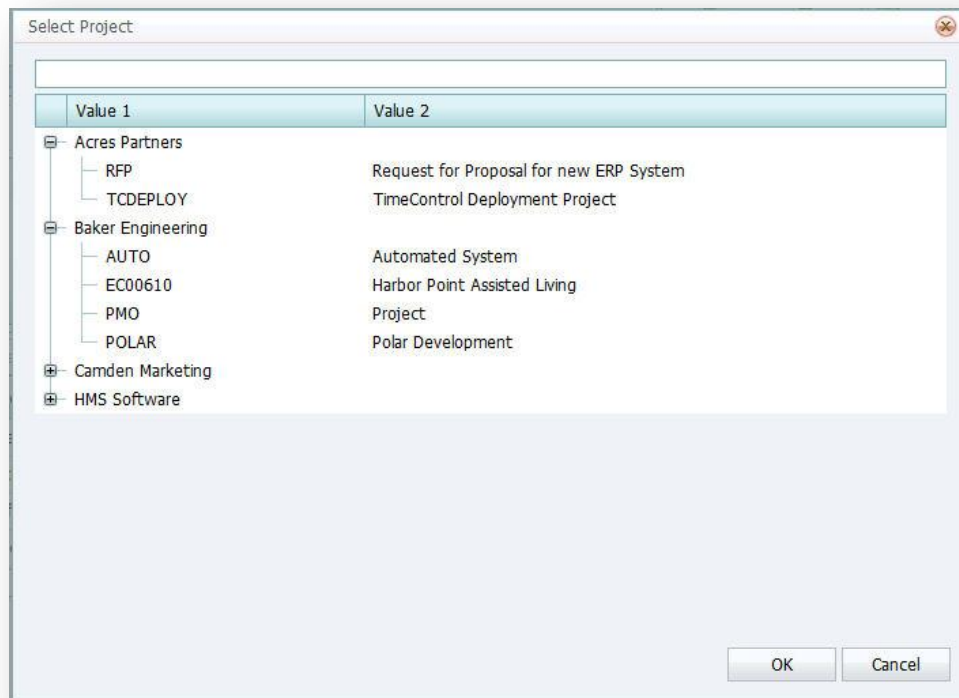 Select Project
Value 1 Value 2
Acres Partners
RFP Request for Proposal for new ERP System
TCDEPLOY TimeControl Deployment Project
Baker Engineering
AUTO Automated System
EC00610 Harbor Point Assisted Living
PMO Project
POLAR Polar Development
Camden Marketing
HMS Software
OK Cancel